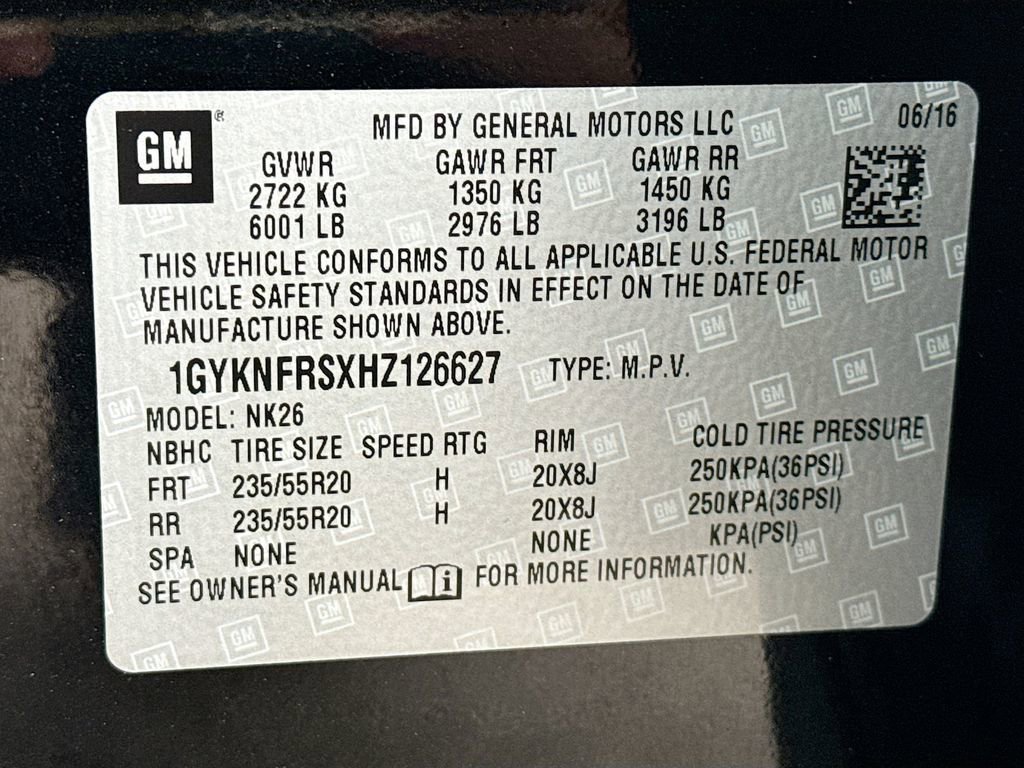 GM®
MFD BY GENERAL MOTORS LLC 06/16
GVWR GAWR FRT GAWR RR
2722 KG 1350 KG 1450 KG
6001 LB 2976 LB 3196 LB
THIS VEHICLE CONFORMS TO ALL APPLICABLE U.S. FEDERAL MOTOR
VEHICLE SAFETY STANDARDS IN EFFECT ON THE DATE OF
MANUFACTURE SHOWN ABOVE.
1GYKNFRSXHZ126627 TYPE: M.P.V.
MODEL: NK26
NBHC TIRE SIZE SPEED RTG RIM COLD TIRE PRESSURE
FRT 235/55R20 H 20X8J 250KPA(36PSI)
RR 235/55R20 H 20X8J 250KPA(36PSI)
SPA NONE NONE KPA(PSI)
SEE OWNER'S MANUAL i FOR MORE INFORMATION.